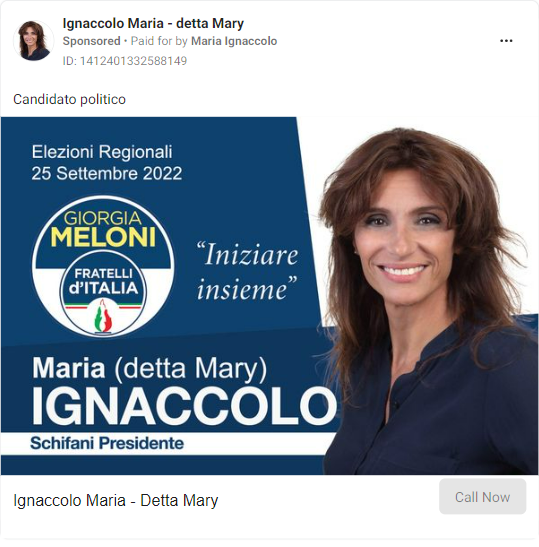 Ignaccolo Maria - detta Mary
Sponsored • Paid for by Maria Ignaccolo
ID: 1412401332588149
Candidato politico
Elezioni Regionali
25 Settembre 2022
GIORGIA
MELONI
FRATELLI
d'ITALIA
“Iniziare
insieme”
Maria (detta Mary)
IGNACCOLO
Schifani Presidente
Ignaccolo Maria - Detta Mary
Call Now